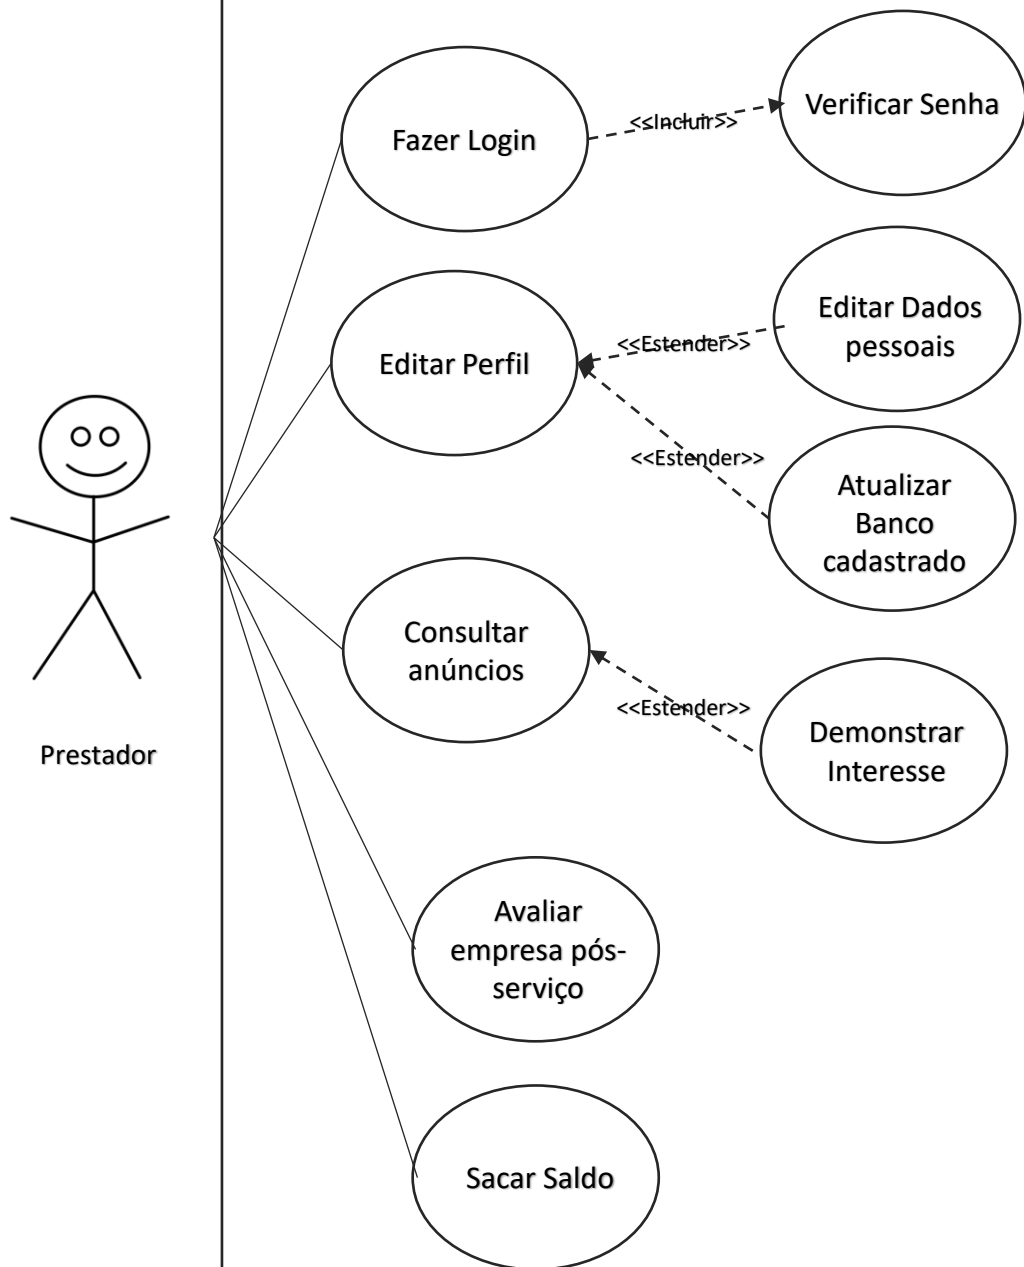 Fazer Login
<<Incluir>>
Verificar Senha
Editar Perfil
<<Estender>>
Editar Dados
pessoais
<<Estender>>
Atualizar
Banco
cadastrado
Prestador
Consultar
anúncios
<<Estender>>
Demonstrar
Interesse
Avaliar
empresa pós-
serviço
Sacar Saldo